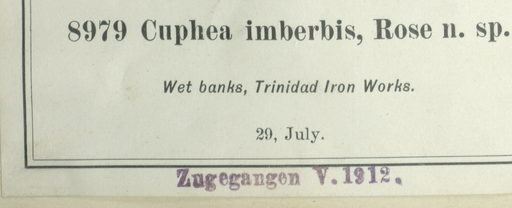 8979 Cuphea imberbis, Rose n. sp.
Wet banks, Trinidad Iron Works.
29, July.
Zugegangen V. 1912.